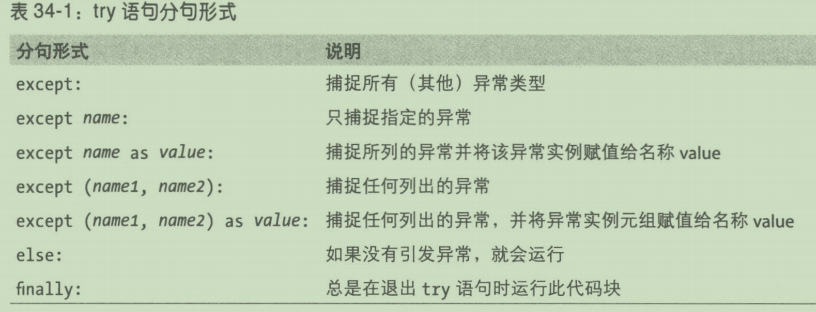 表 34-1：try 语句分句形式
分句形式 说明
except: 捕捉所有（其他）异常类型
except name: 只捕捉指定的异常
except name as value: 捕捉所列的异常并将该异常实例赋值给名称 value
except (name1, name2): 捕捉任何列出的异常
except (name1, name2) as value: 捕捉任何列出的异常，并将异常实例元组赋值给名称 value
else: 如果没有引发异常，就会运行
finally: 总是在退出 try 语句时运行此代码块